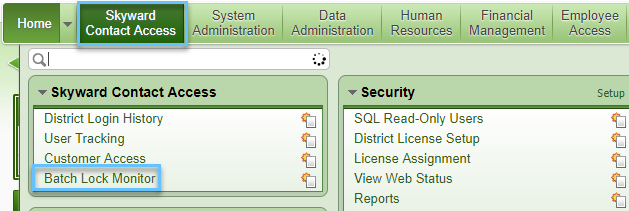 Home
Skyward
Contact Access
System
Administration
Data
Administration
Human
Resources
Financial
Management
Employee
Access
Skyward Contact Access
District Login History
User Tracking
Customer Access
Batch Lock Monitor
Security Setup
SQL Read-Only Users
District License Setup
License Assignment
View Web Status
Reports